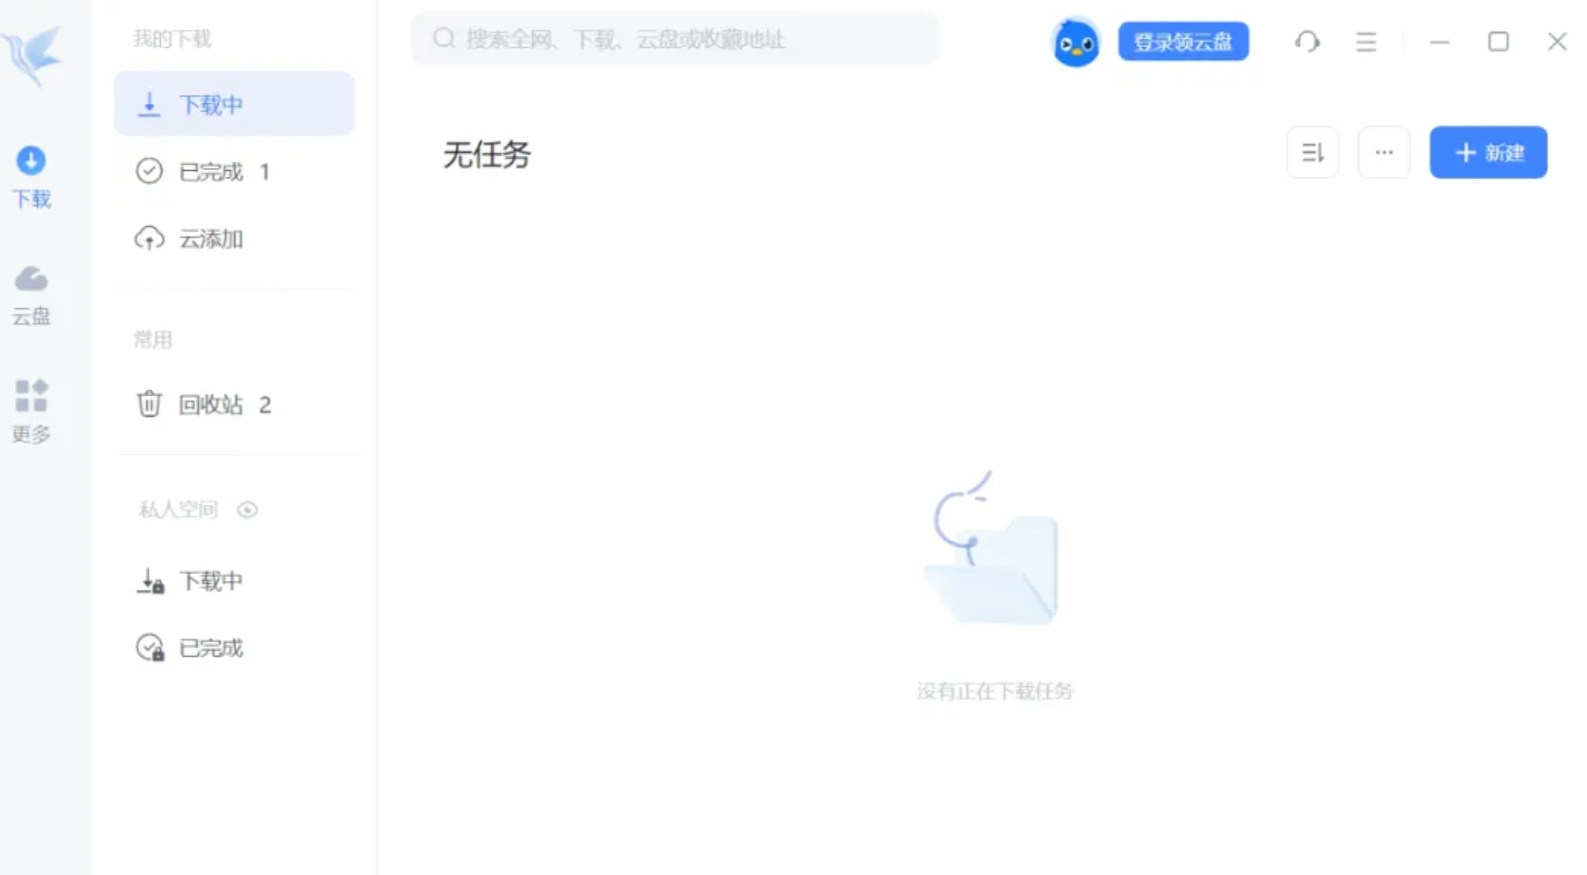 下载
云盘
更多
我的下载
下载中
已完成 1
云添加
常用
回收站 2
私人空间
下载中
已完成
搜索全网、下载、云盘或收藏地址
登录领云盘
无任务
新建
没有正在下载任务